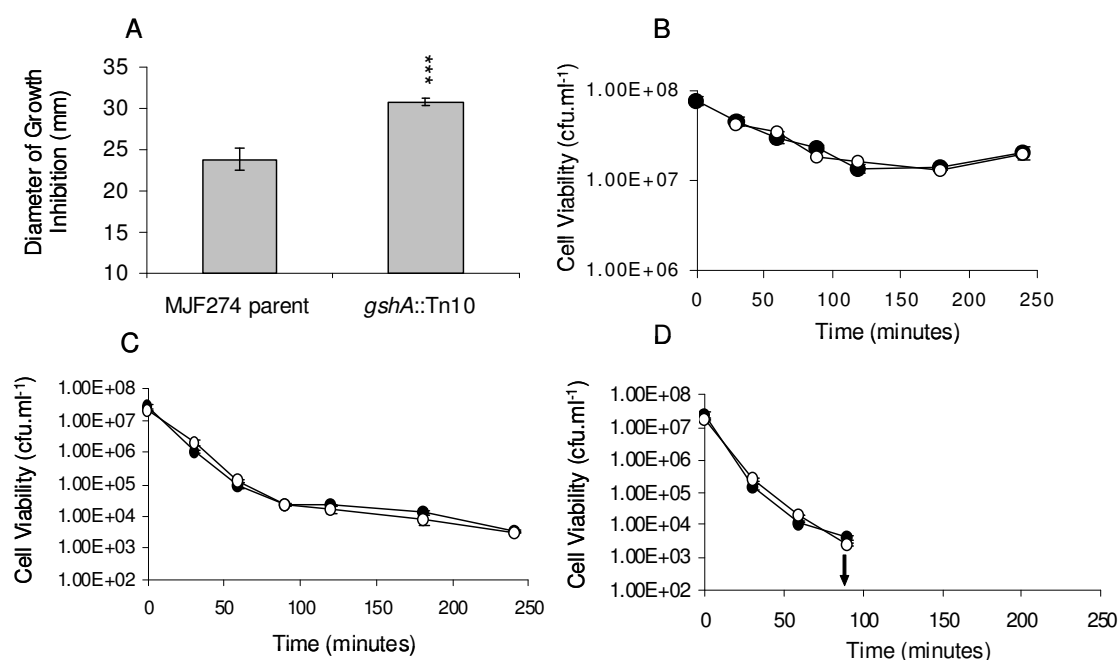 A
Diameter of Growth
Inhibition (mm)
35
30
25
20
15
10
***
MJF274 parent
gshA::Tn10
B
Cell Viability (cfu.ml-1)
1.00E+08
1.00E+07
1.00E+06
0 50 100 150 200 250
Time (minutes)
C
Cell Viability (cfu.ml-1)
1.00E+08
1.00E+07
1.00E+06
1.00E+05
1.00E+04
1.00E+03
1.00E+02
0 50 100 150 200 250
Time (minutes)
D
Cell Viability (cfu.ml-1)
1.00E+08
1.00E+07
1.00E+06
1.00E+05
1.00E+04
1.00E+03
1.00E+02
0 50 100 150 200 250
Time (minutes)